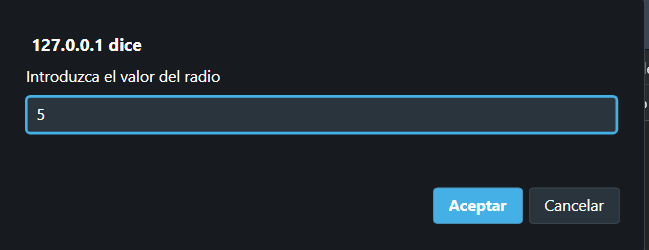 127.0.0.1 dice
Introduzca el valor del radio
5
Aceptar
Cancelar